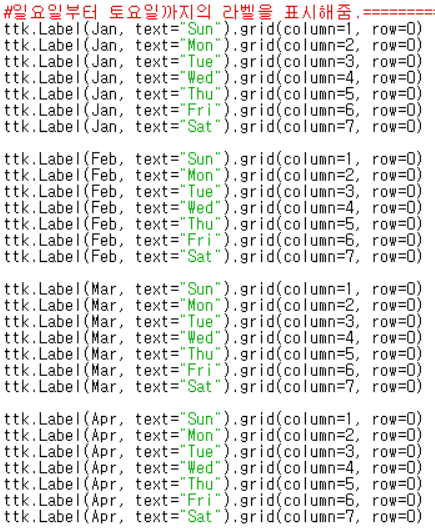 #일요일부터 토요일까지의 라벨을 표시해줌.=========
ttk.Label(Jan, text="Sun").grid(column=1, row=0)
ttk.Label(Jan, text="Mon").grid(column=2, row=0)
ttk.Label(Jan, text="Tue").grid(column=3, row=0)
ttk.Label(Jan, text="Wed").grid(column=4, row=0)
ttk.Label(Jan, text="Thu").grid(column=5, row=0)
ttk.Label(Jan, text="Fri").grid(column=6, row=0)
ttk.Label(Jan, text="Sat").grid(column=7, row=0)
ttk.Label(Feb, text="Sun").grid(column=1, row=0)
ttk.Label(Feb, text="Mon").grid(column=2, row=0)
ttk.Label(Feb, text="Tue").grid(column=3, row=0)
ttk.Label(Feb, text="Wed").grid(column=4, row=0)
ttk.Label(Feb, text="Thu").grid(column=5, row=0)
ttk.Label(Feb, text="Fri").grid(column=6, row=0)
ttk.Label(Feb, text="Sat").grid(column=7, row=0)
ttk.Label(Mar, text="Sun").grid(column=1, row=0)
ttk.Label(Mar, text="Mon").grid(column=2, row=0)
ttk.Label(Mar, text="Tue").grid(column=3, row=0)
ttk.Label(Mar, text="Wed").grid(column=4, row=0)
ttk.Label(Mar, text="Thu").grid(column=5, row=0)
ttk.Label(Mar, text="Fri").grid(column=6, row=0)
ttk.Label(Mar, text="Sat").grid(column=7, row=0)
ttk.Label(Apr, text="Sun").grid(column=1, row=0)
ttk.Label(Apr, text="Mon").grid(column=2, row=0)
ttk.Label(Apr, text="Tue").grid(column=3, row=0)
ttk.Label(Apr, text="Wed").grid(column=4, row=0)
ttk.Label(Apr, text="Thu").grid(column=5, row=0)
ttk.Label(Apr, text="Fri").grid(column=6, row=0)
ttk.Label(Apr, text="Sat").grid(column=7, row=0)